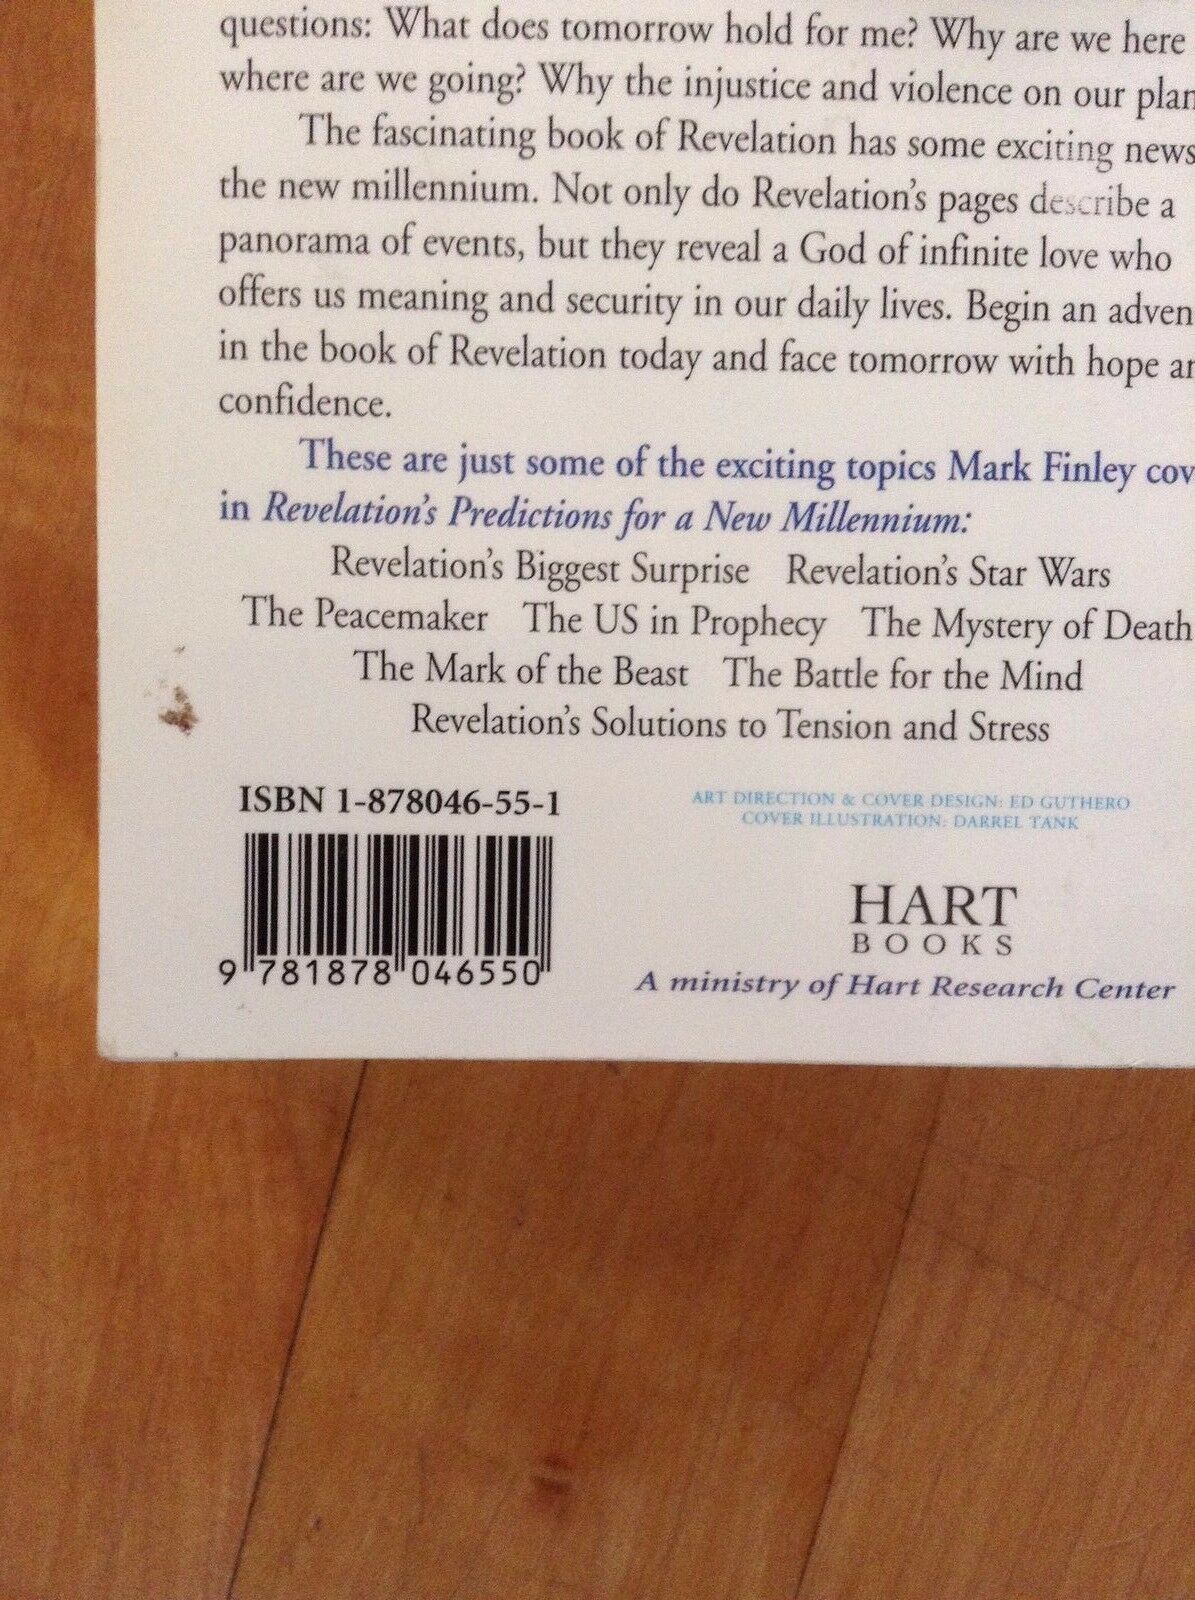 questions: What does tomorrow hold for me? Why are we here
where are we going? Why the injustice and violence on our plan
The fascinating book of Revelation has some exciting news
the new millennium. Not only do Revelation's pages describe a
panorama of events, but they reveal a God of infinite love who
offers us meaning and security in our daily lives. Begin an adven
in the book of Revelation today and face tomorrow with hope an
confidence.
These are just some of the exciting topics Mark Finley cov
in Revelation's Predictions for a New Millennium:
Revelation's Biggest Surprise Revelation's Star Wars
The Peacemaker The US in Prophecy The Mystery of Death
The Mark of the Beast The Battle for the Mind
Revelation's Solutions to Tension and Stress
ISBN 1-878046-55-1
9 781878 046550
ART DIRECTION & COVER DESIGN: ED GUTHERO
COVER ILLUSTRATION: DARREL TANK
HART
BOOKS
A ministry of Hart Research Center